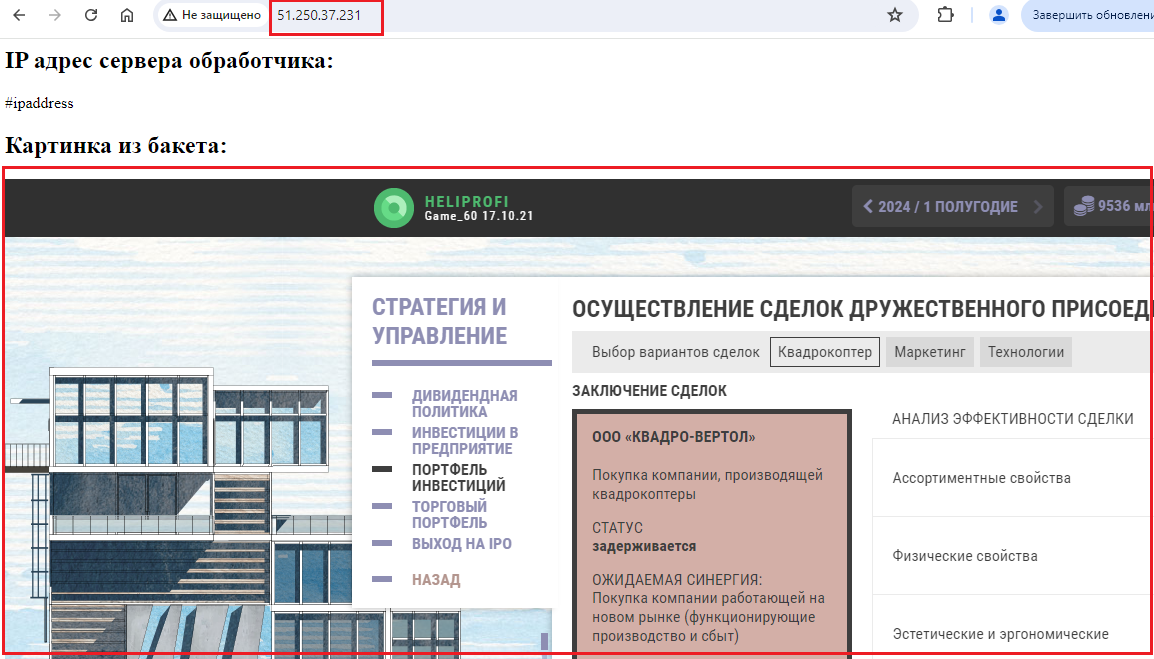 Не защищено
51.250.37.231
Завершить обновлени
IP адрес сервера обработчика:
#ipaddress
Картинка из бакета:
HELIPROFI
Game_60 17.10.21
2024 / 1 ПОЛУГОДИЕ
9536 мл
СТРАТЕГИЯ И
УПРАВЛЕНИЕ
ДИВИДЕНДНАЯ
ПОЛИТИКА
ИНВЕСТИЦИИ В
ПРЕДПРИЯТИЕ
ПОРТФЕЛЬ
ИНВЕСТИЦИЙ
ТОРГОВЫЙ
ПОРТФЕЛЬ
ВЫХОД НА IPO
НАЗАД
ОСУЩЕСТВЛЕНИЕ СДЕЛОК ДРУЖЕСТВЕННОГО ПРИСОЕД
Выбор вариантов сделок
Квадрокоптер
Маркетинг
Технологии
ЗАКЛЮЧЕНИЕ СДЕЛОК
ООО «КВАДРО-ВЕРТОЛ»
Покупка компании, производящей
квадрокоптеры
СТАТУС
задерживается
ОЖИДАЕМАЯ СИНЕРГИЯ:
Покупка компании работающей на
новом рынке (функционирующие
производство и сбыт)
АНАЛИЗ ЭФФЕКТИВНОСТИ СДЕЛКИ
Ассортиментные свойства
Физические свойства
Эстетические и эргономические